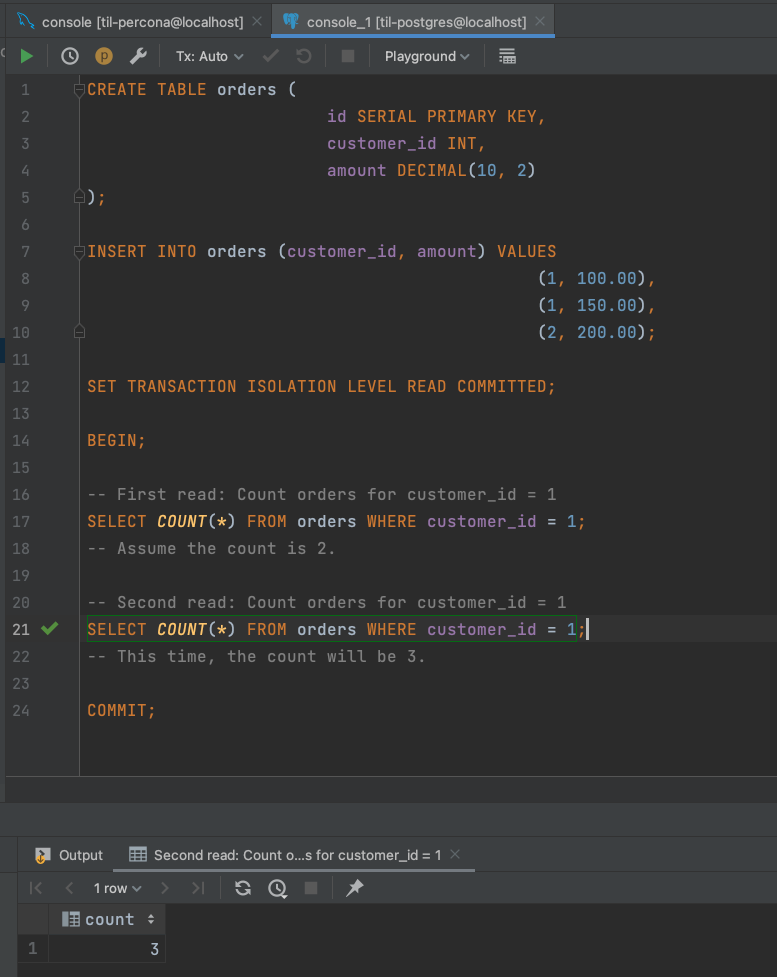 console [til-percona@localhost]
console_1 [til-postgres@localhost]
Tx: Auto
Playground
1 CREATE TABLE orders (
2 id SERIAL PRIMARY KEY,
3 customer_id INT,
4 amount DECIMAL(10, 2)
5 );
6
7 INSERT INTO orders (customer_id, amount) VALUES
8 (1, 100.00),
9 (1, 150.00),
10 (2, 200.00);
11
12 SET TRANSACTION ISOLATION LEVEL READ COMMITTED;
13
14 BEGIN;
15
16 -- First read: Count orders for customer_id = 1
17 SELECT COUNT(*) FROM orders WHERE customer_id = 1;
18 -- Assume the count is 2.
19
20 -- Second read: Count orders for customer_id = 1
21 SELECT COUNT(*) FROM orders WHERE customer_id = 1;
22 -- This time, the count will be 3.
23
24 COMMIT;
Output
Second read: Count o...s for customer_id = 1
1 row
count
1 3